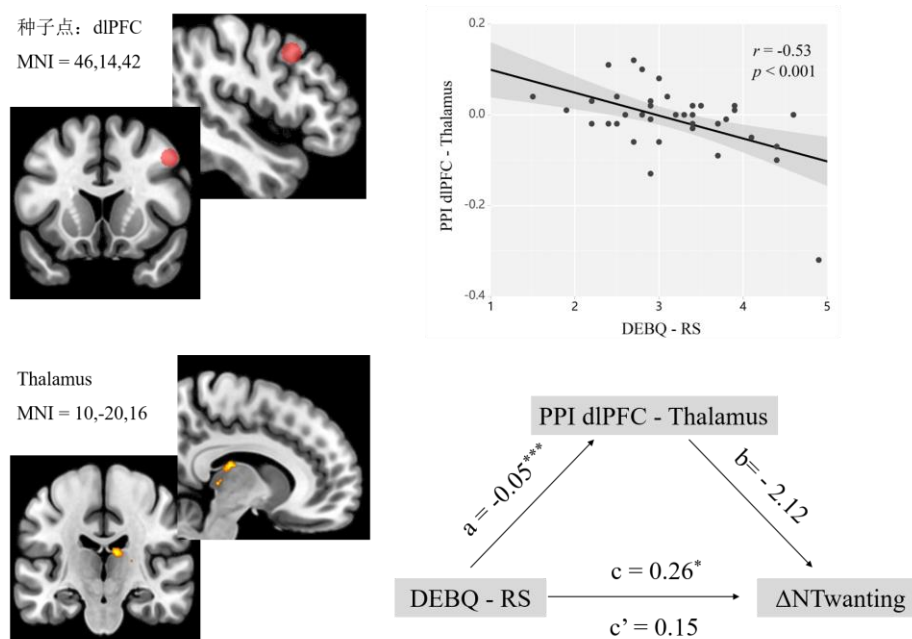 种子点：dlPFC
MNI = 46,14,42
0.2
0.0
-0.2
-0.4
PPI dlPFC - Thalamus
r = -0.53
p < 0.001
1 2 3 4 5
DEBQ - RS
Thalamus
MNI = 10,-20,16
PPI dlPFC - Thalamus
a = -0.05***
b= - 2.12
c = 0.26*
DEBQ - RS
ΔNTwanting
c’ = 0.15